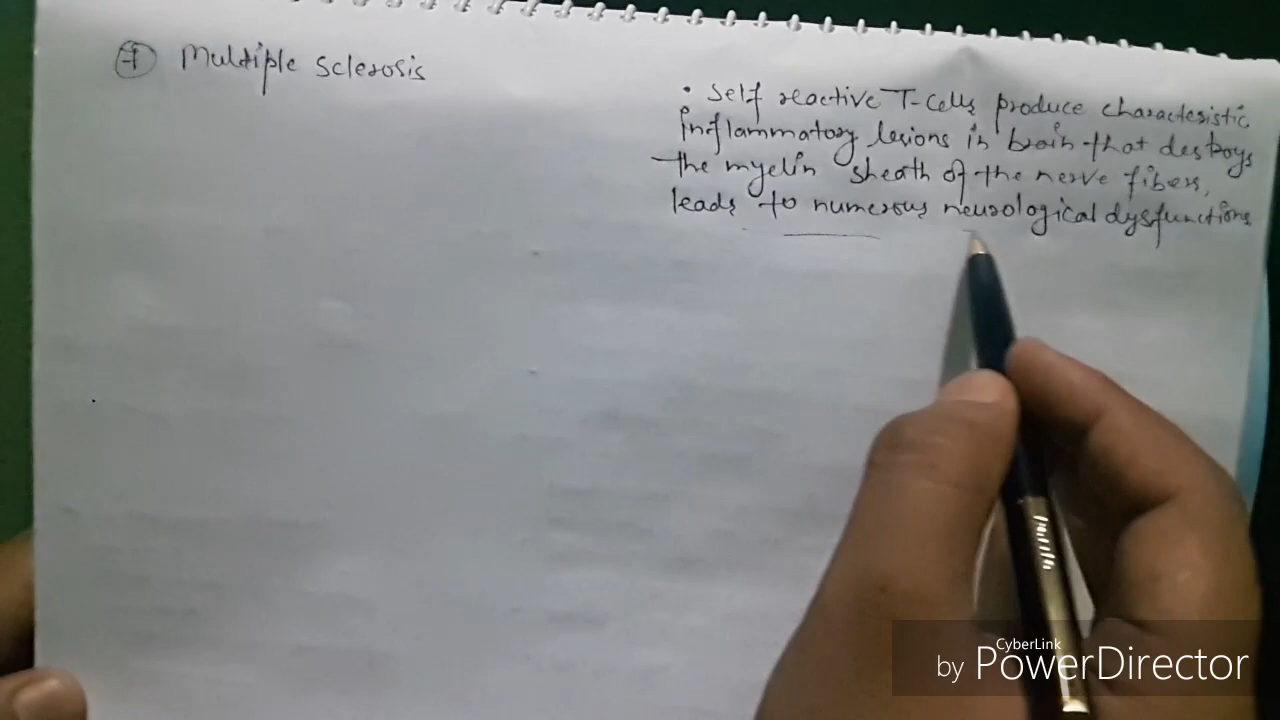 ④ Multiple Sclerosis
• Self reactive T-Cells produce characteristic
inflammatory lesions in brain that destroys
the myelin sheath of the nerve fibers,
leads to numerous neurological dysfunctions
CyberLink
by PowerDirector